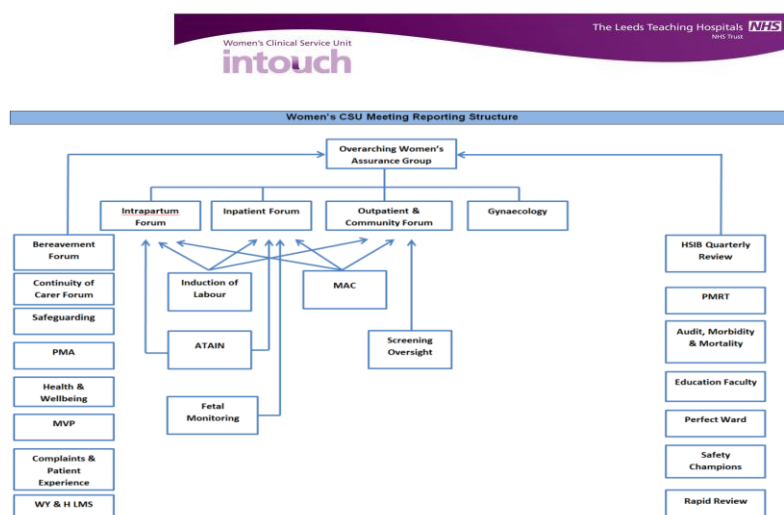 The Leeds Teaching Hospitals NHS
NHS Trust
Women's Clinical Service Unit
intouch
Women's CSU Meeting Reporting Structure
Overarching Women's
Assurance Group
Intrapartum
Forum
Inpatient Forum
Outpatient &
Community Forum
Gynaecology
Bereavement
Forum
Continuity of
Carer Forum
Safeguarding
PMA
Health &
Wellbeing
MVP
Complaints &
Patient
Experience
WY & H LMS
Induction of
Labour
MAC
ATAIN
Screening
Oversight
Fetal
Monitoring
HSIB Quarterly
Review
PMRT
Audit, Morbidity
& Mortality
Education Faculty
Perfect Ward
Safety
Champions
Rapid Review